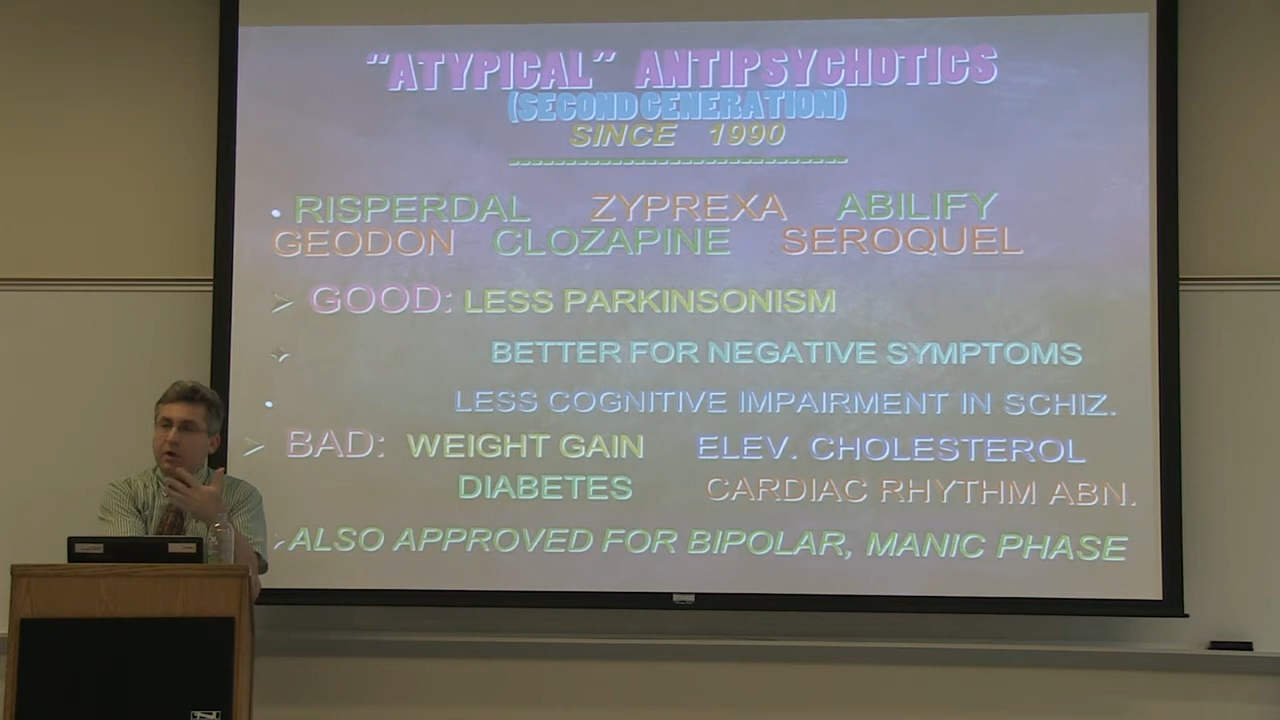 "ATYPICAL" ANTIPSYCHOTICS
(SECOND GENERATION)
SINCE 1990
• RISPERDAL ZYPREXA ABILIFY
GEODON CLOZAPINE SEROQUEL
➢ GOOD: LESS PARKINSONISM
BETTER FOR NEGATIVE SYMPTOMS
• LESS COGNITIVE IMPAIRMENT IN SCHIZ.
➢ BAD: WEIGHT GAIN ELEV. CHOLESTEROL
DIABETES CARDIAC RHYTHM ABN.
ALSO APPROVED FOR BIPOLAR, MANIC PHASE